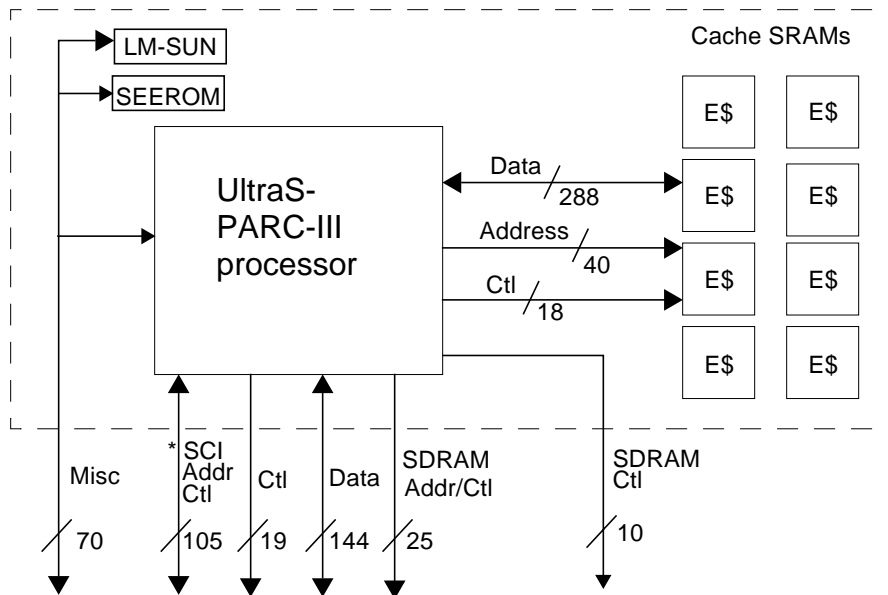 LM-SUN
Cache SRAMs
SEEROM
E$
E$
UltraS-
PARC-III
processor
Data
288
E$
E$
Address
40
Ctl
18
E$
E$
E$
E$
Misc
70
* SCI
Addr
Ctl
105
Ctl
19
Data
144
SDRAM
Addr/Ctl
25
SDRAM
Ctl
10